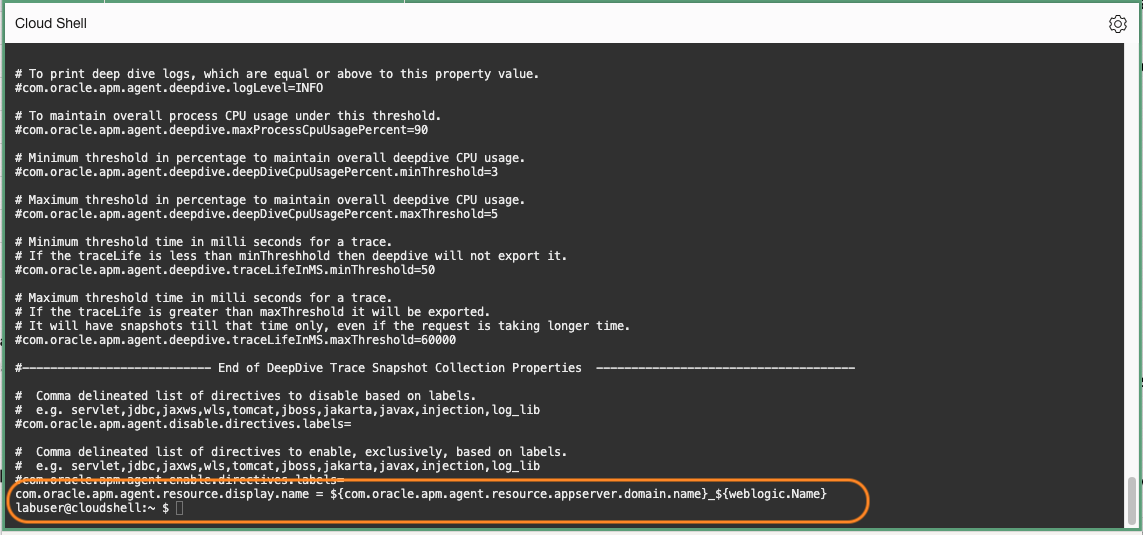 Cloud Shell
# To print deep dive logs, which are equal or above to this property value.
#com.oracle.apm.agent.deepdive.logLevel=INFO
# To maintain overall process CPU usage under this threshold.
#com.oracle.apm.agent.deepdive.maxProcessCpuUsagePercent=90
# Minimum threshold in percentage to maintain overall deepdive CPU usage.
#com.oracle.apm.agent.deepdive.deepDiveCpuUsagePercent.minThreshold=3
# Maximum threshold in percentage to maintain overall deepdive CPU usage.
#com.oracle.apm.agent.deepdive.deepDiveCpuUsagePercent.maxThreshold=5
# Minimum threshold time in milli seconds for a trace.
# If the traceLife is less than minThreshhold then deepdive will not export it.
#com.oracle.apm.agent.deepdive.traceLifeInMS.minThreshold=50
# Maximum threshold time in milli seconds for a trace.
# If the traceLife is greater than maxThreshold it will be exported.
# It will have snapshots till that time only, even if the request is taking longer time.
#com.oracle.apm.agent.deepdive.traceLifeInMS.maxThreshold=60000
#--------------------------- End of DeepDive Trace Snapshot Collection Properties  -------------------------------------
#  Comma delineated list of directives to disable based on labels.
#  e.g. servlet,jdbc,jaxws,wls,tomcat,jboss,jakarta,javax,injection,log_lib
#com.oracle.apm.agent.disable.directives.labels=
#  Comma delineated list of directives to enable, exclusively, based on labels.
#  e.g. servlet,jdbc,jaxws,wls,tomcat,jboss,jakarta,javax,injection,log_lib
#com.oracle.apm.agent.enable.directives.labels=
com.oracle.apm.agent.resource.display.name = ${com.oracle.apm.agent.resource.appserver.domain.name}_${weblogic.Name}
labuser@cloudshell:~ $